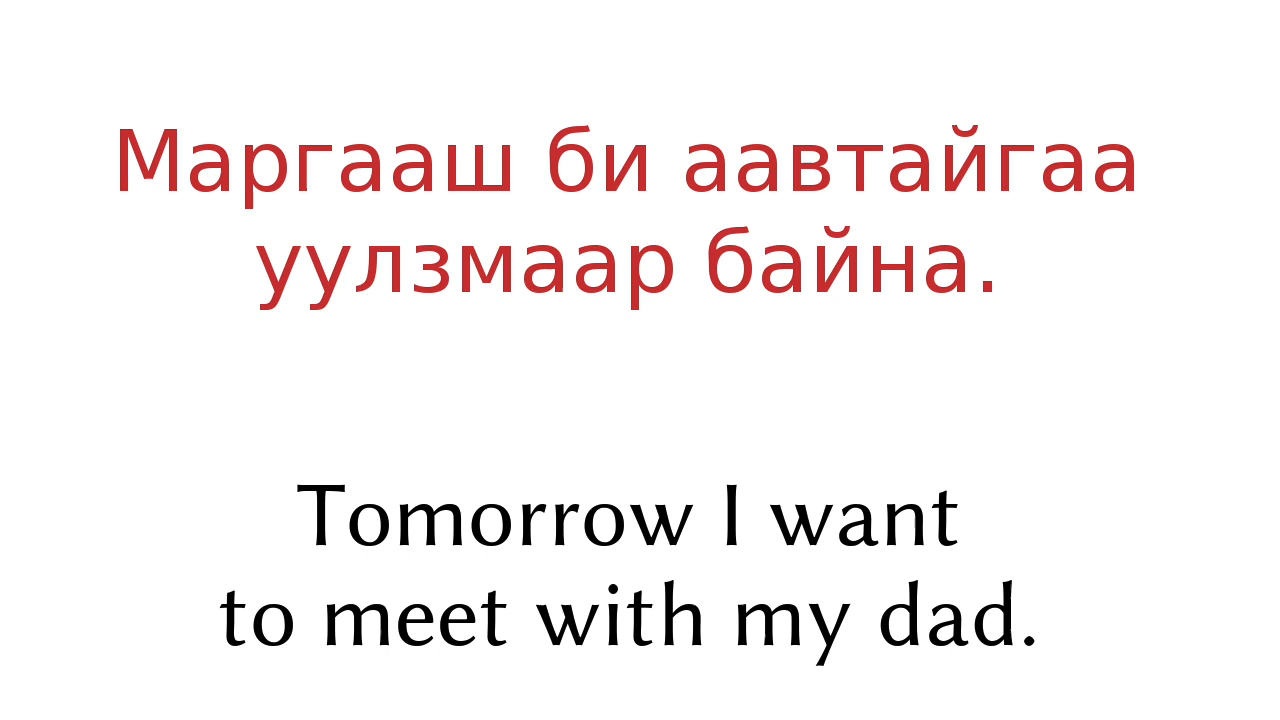 Маргааш би аавтайгаа
уулзмаар байна.
Tomorrow I want
to meet with my dad.